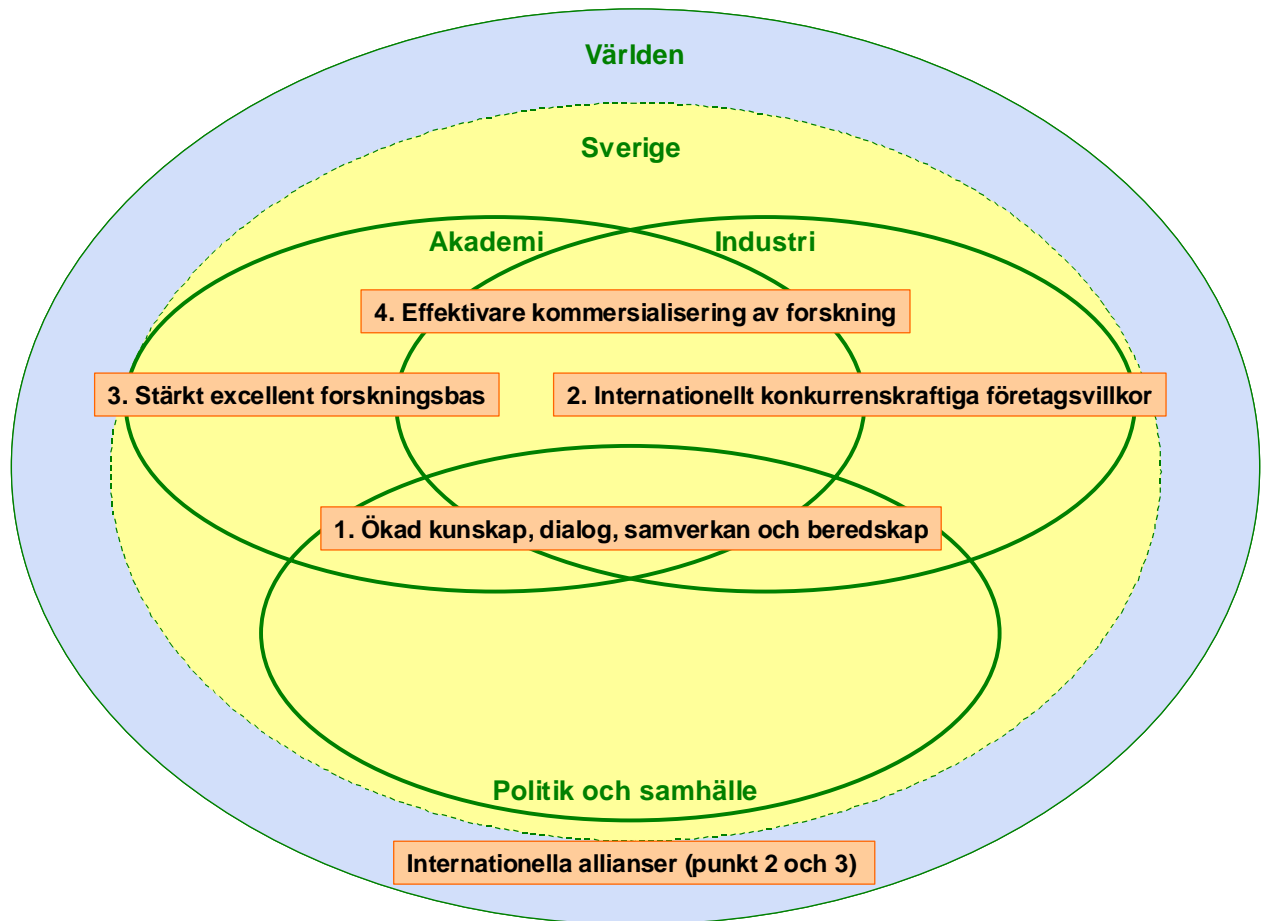 Världen
Sverige
Akademi
Industri
4. Effektivare kommersialisering av forskning
3. Stärkt excellent forskningsbas
2. Internationellt konkurrenskraftiga företagsvillkor
1. Ökad kunskap, dialog, samverkan och beredskap
Politik och samhälle
Internationella allianser (punkt 2 och 3)